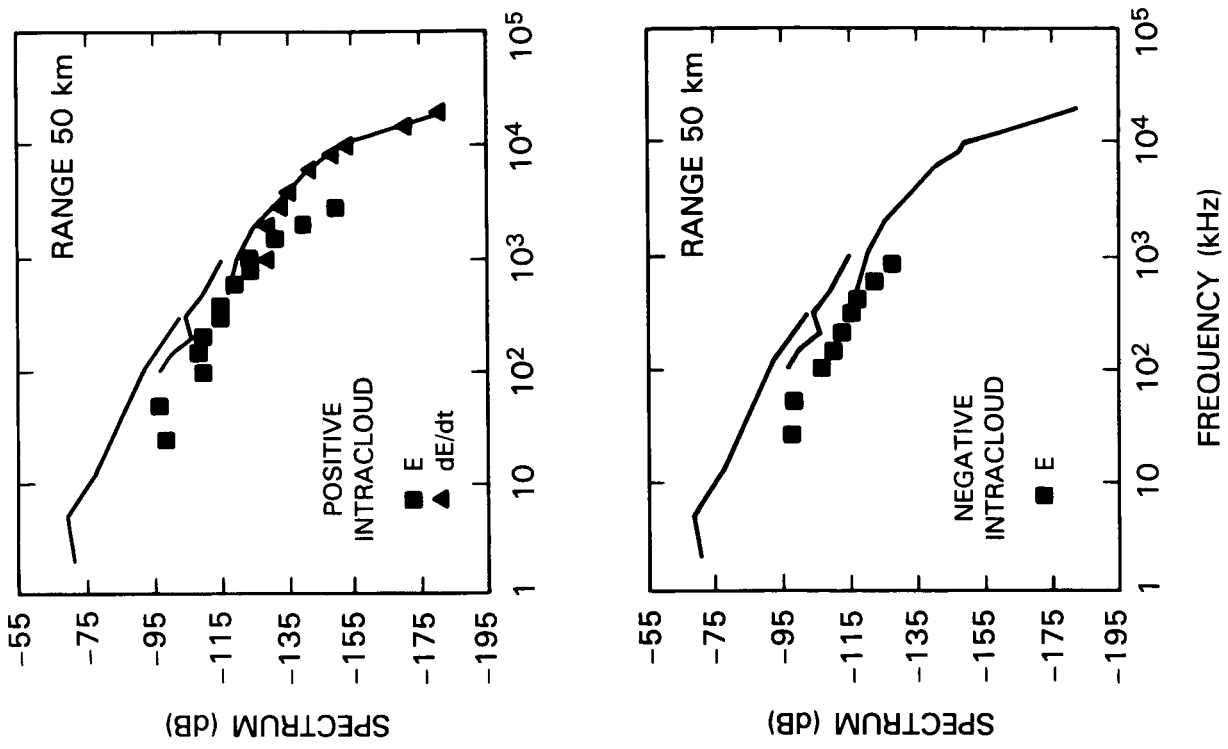 SPECTRUM (dB)
-55
-75
-95
-115
-135
-155
-175
-195
RANGE 50 km
POSITIVE
INTRACLOUD
E
dE/dt
1
10
10²
10³
10⁴
10⁵
SPECTRUM (dB)
-55
-75
-95
-115
-135
-155
-175
-195
RANGE 50 km
NEGATIVE
INTRACLOUD
E
1
10
10²
10³
10⁴
10⁵
FREQUENCY (kHz)